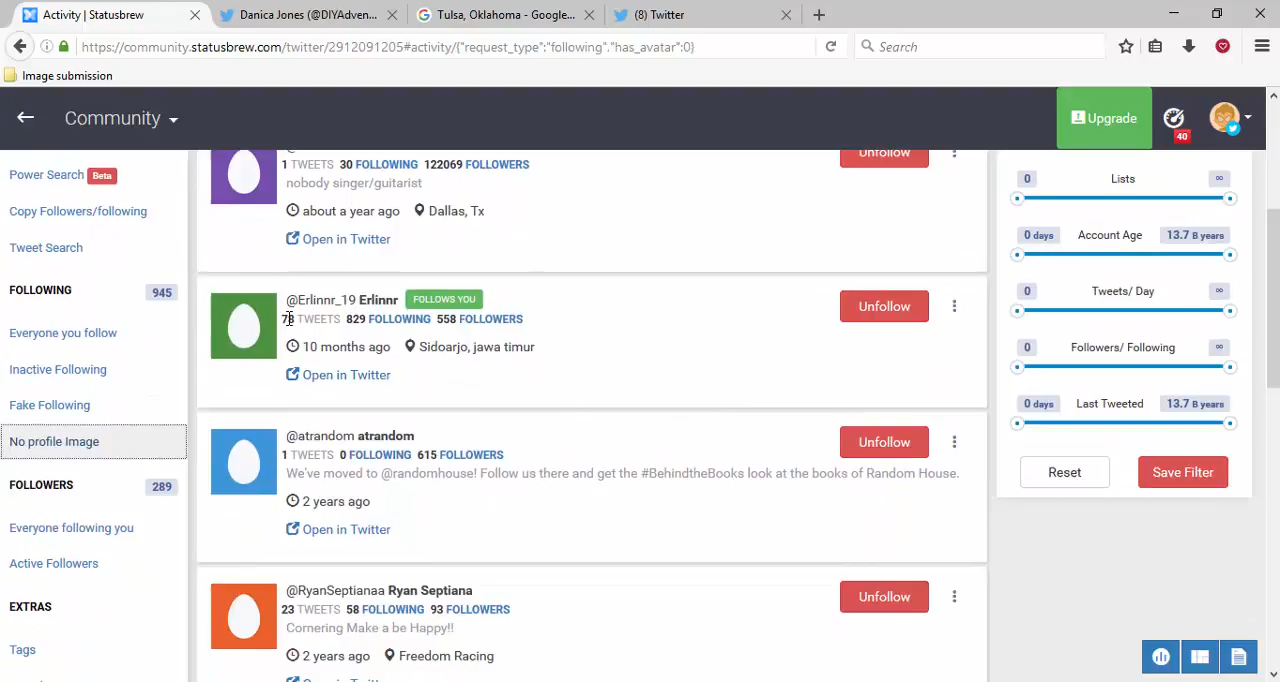 Activity | Statusbrew
Danica Jones (@DIYAdven...
Tulsa, Oklahoma - Google...
(8) Twitter
https://community.statusbrew.com/twitter/2912091205#activity/{"request_type":"following"."has_avatar":0}
Search
Image submission
Community
Upgrade
40
Power Search Beta
Copy Followers/following
Tweet Search
FOLLOWING 945
Everyone you follow
Inactive Following
Fake Following
No profile Image
FOLLOWERS 289
Everyone following you
Active Followers
EXTRAS
Tags
1 TWEETS 30 FOLLOWING 122069 FOLLOWERS
Unfollow
nobody singer/guitarist
about a year ago Dallas, Tx
Open in Twitter
@Erlinnr_19 Erlinnr FOLLOWS YOU
Unfollow
TWEETS 829 FOLLOWING 558 FOLLOWERS
10 months ago Sidoarjo, jawa timur
Open in Twitter
@atrandom atrandom
Unfollow
1 TWEETS 0 FOLLOWING 615 FOLLOWERS
We've moved to @randomhouse! Follow us there and get the #BehindtheBooks look at the books of Random House.
2 years ago
Open in Twitter
@RyanSeptianaa Ryan Septiana
Unfollow
23 TWEETS 58 FOLLOWING 93 FOLLOWERS
Cornering Make a be Happy!!
2 years ago Freedom Racing
0 Lists ∞
0 days Account Age 13.7 B years
0 Tweets/ Day ∞
0 Followers/ Following ∞
0 days Last Tweeted 13.7 B years
Reset
Save Filter